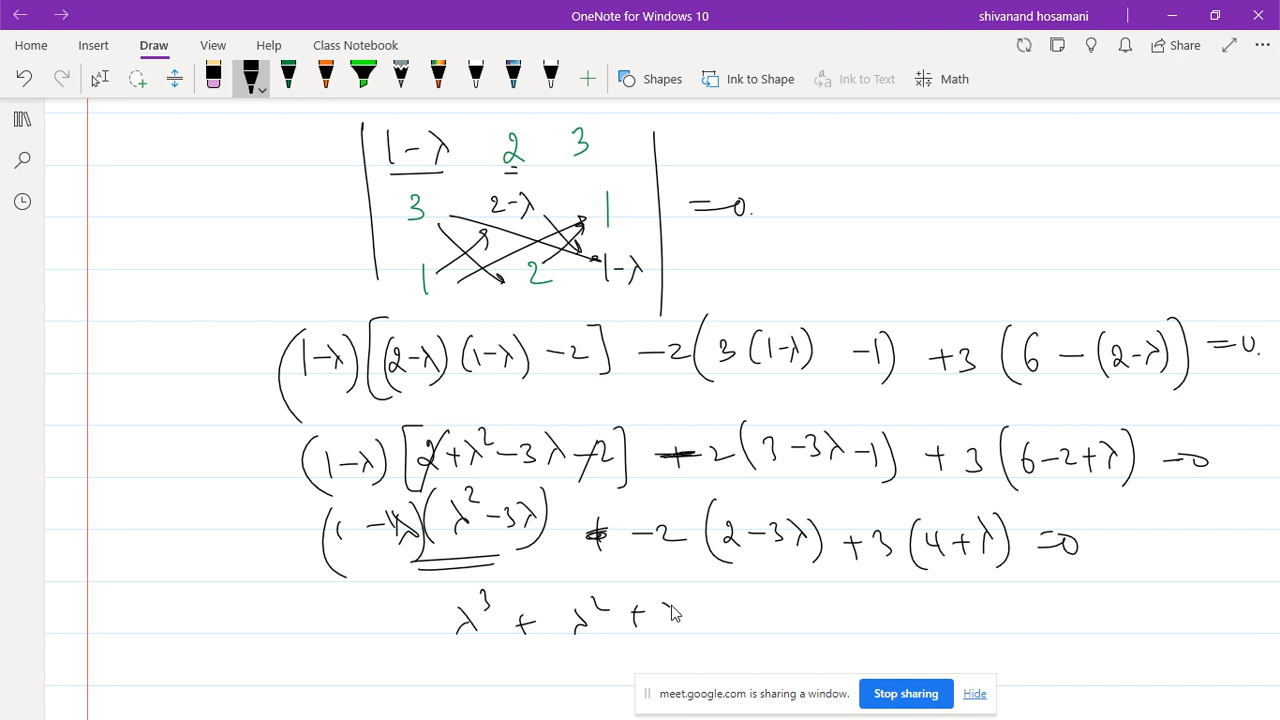 OneNote for Windows 10 shivanand hosamani
Home Insert Draw View Help Class Notebook Share
Shapes Ink to Shape Ink to Text Math
1-λ 2 3
3 2-λ 1 =0.
1 2 1-λ
(1-λ)[(2-λ)(1-λ) -2] -2(3(1-λ) -1) +3(6 - (2-λ)) =0.
(1-λ)[2+λ²-3λ-2] -2(3-3λ-1) +3(6-2+λ) =0
(λ²-3λ) -2(2-3λ) +3(4+λ) =0
λ³ + λ² +
meet.google.com is sharing a window. Stop sharing Hide